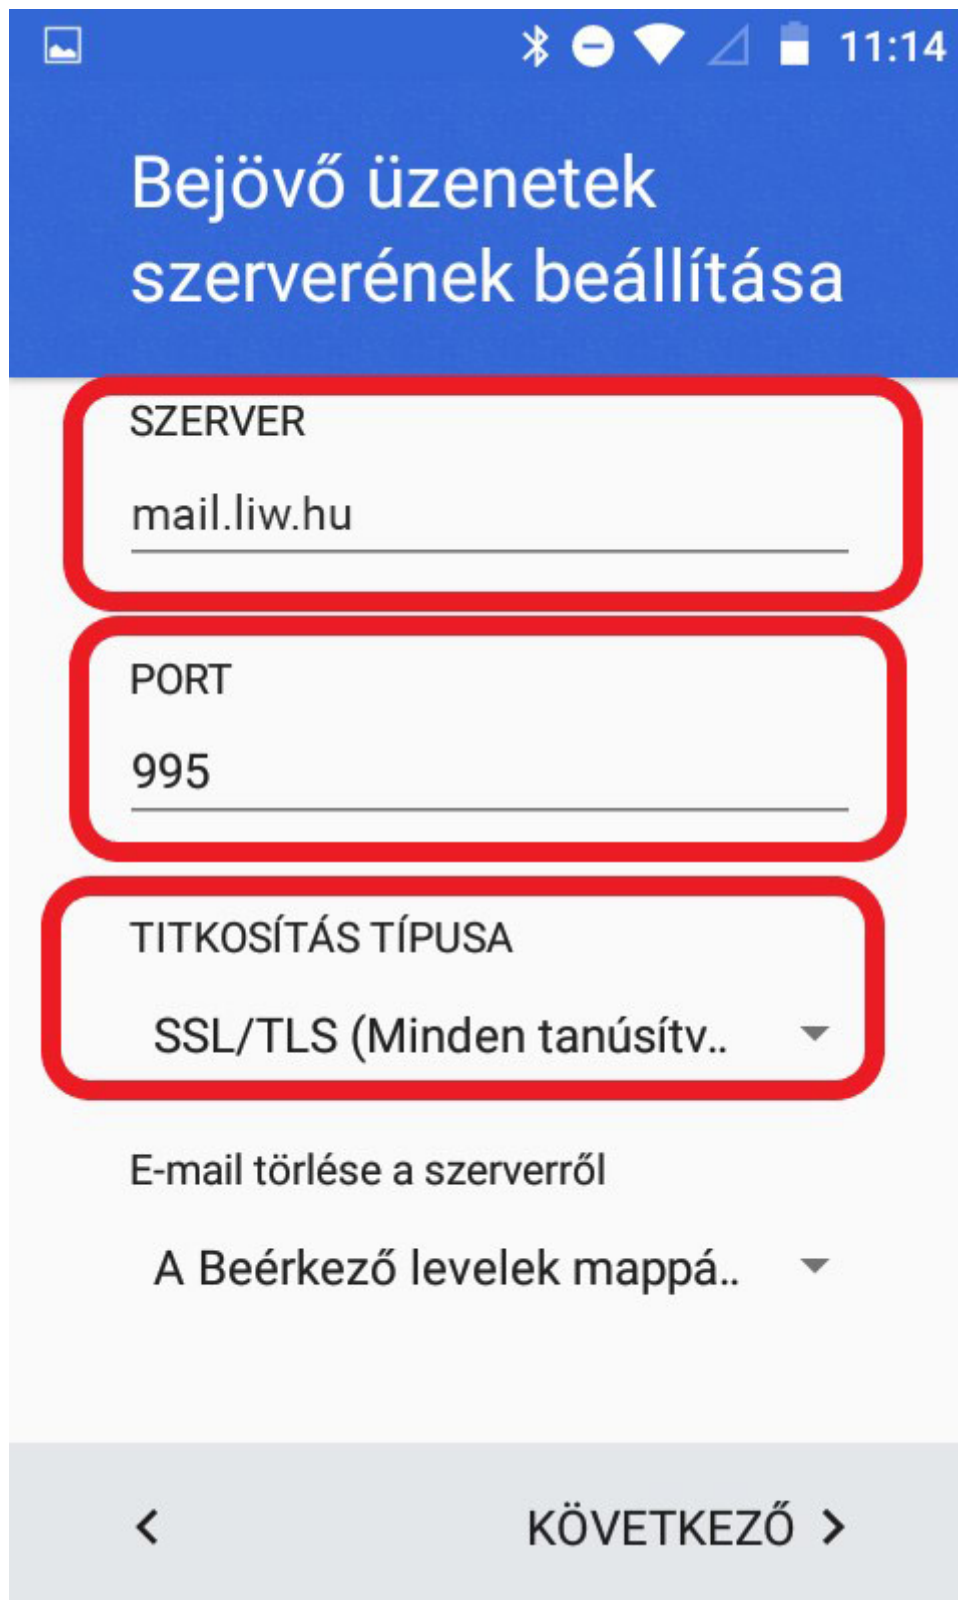 11:14
Bejövő üzenetek
szerverének beállítása
SZERVER
mail.liw.hu
PORT
995
TITKOSÍTÁS TÍPUSA
SSL/TLS (Minden tanúsítv..
E-mail törlése a szerverről
A Beérkező levelek mappá..
KÖVETKEZŐ